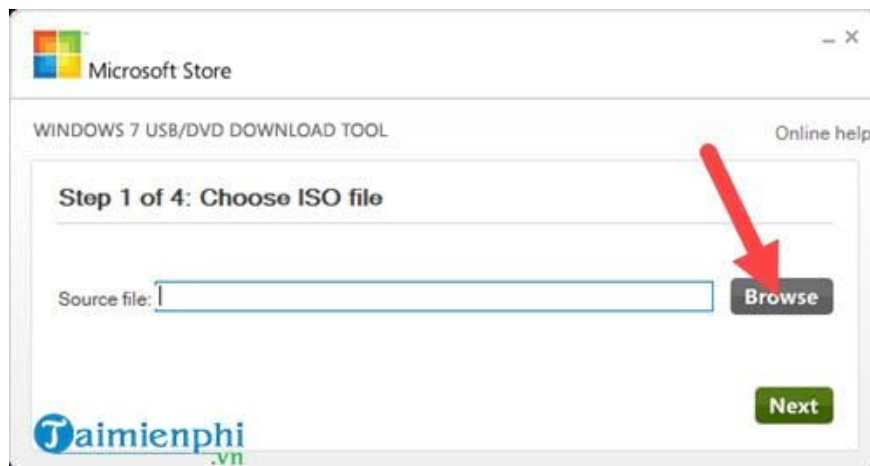 Microsoft Store
WINDOWS 7 USB/DVD DOWNLOAD TOOL
Online help
Step 1 of 4: Choose ISO file
Source file:
Browse
Next
Taimienphi
.vn